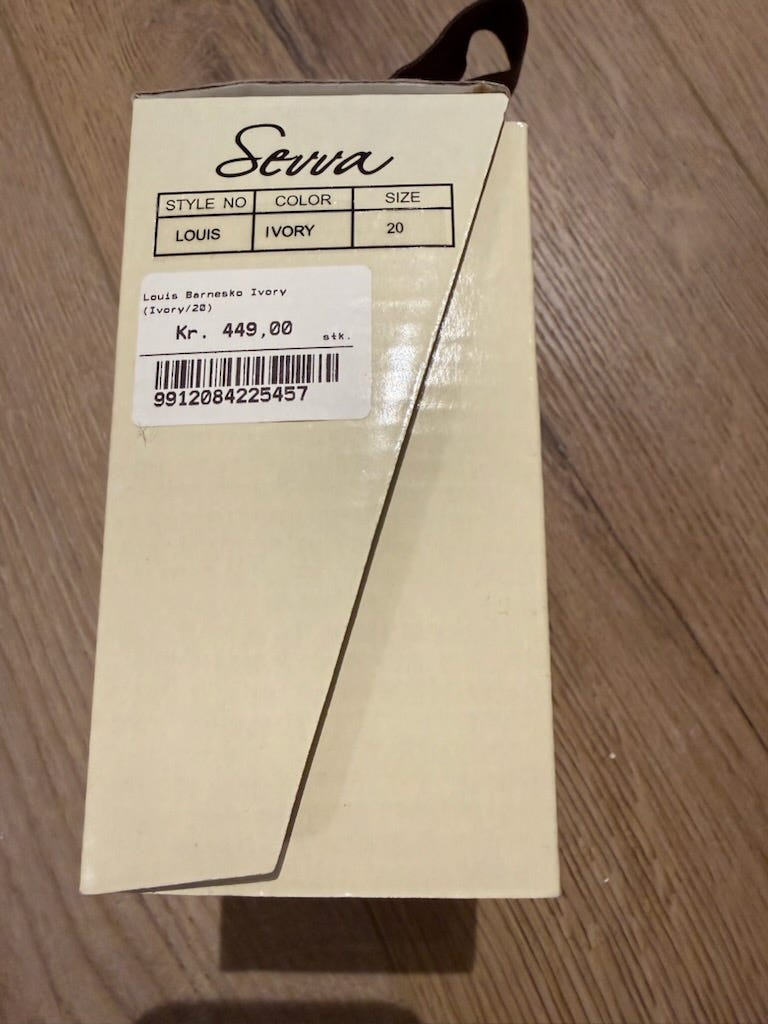 Sevva
STYLE NO COLOR SIZE
LOUIS IVORY 20
Louis Barnesko Ivory
(Ivory/20)
Kr. 449,00 stk.
9912084225457